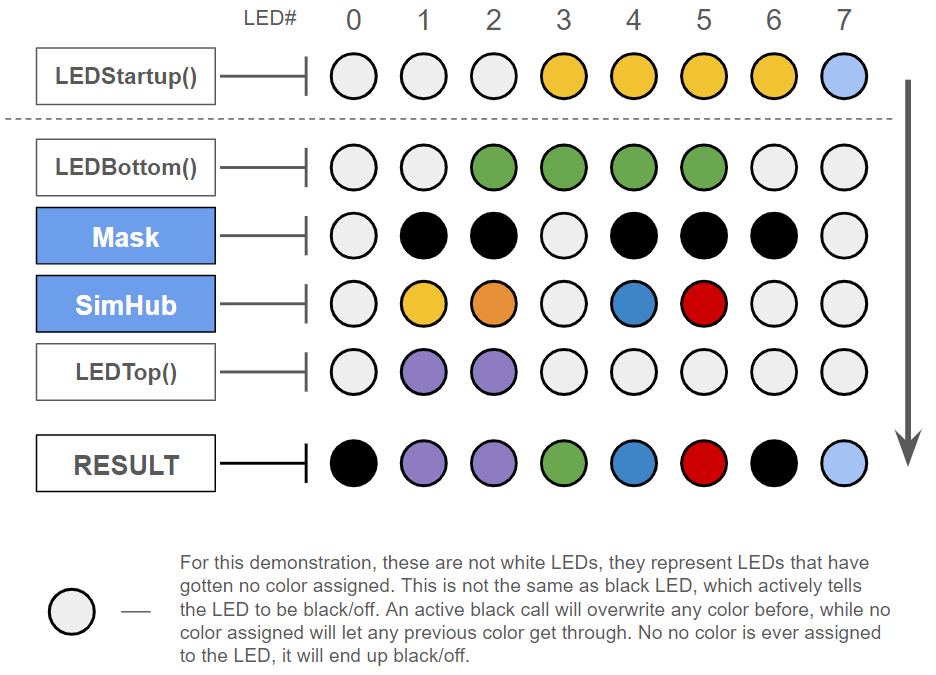 LED# 0 1 2 3 4 5 6 7
LEDStartup()
LEDBottom()
Mask
SimHub
LEDTop()
RESULT
For this demonstration, these are not white LEDs, they represent LEDs that have
gotten no color assigned. This is not the same as black LED, which actively tells
the LED to be black/off. An active black call will overwrite any color before, while no
color assigned will let any previous color get through. No no color is ever assigned
to the LED, it will end up black/off.